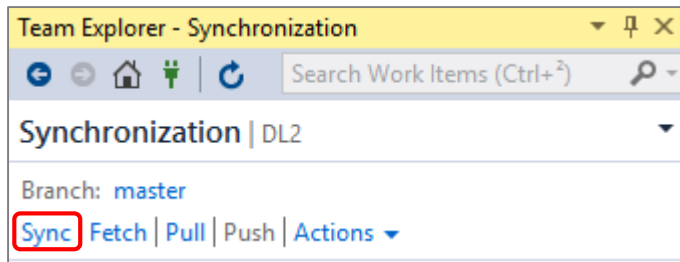 Team Explorer - Synchronization
Search Work Items (Ctrl+²)
Synchronization | DL2
Branch: master
Sync | Fetch | Pull | Push | Actions